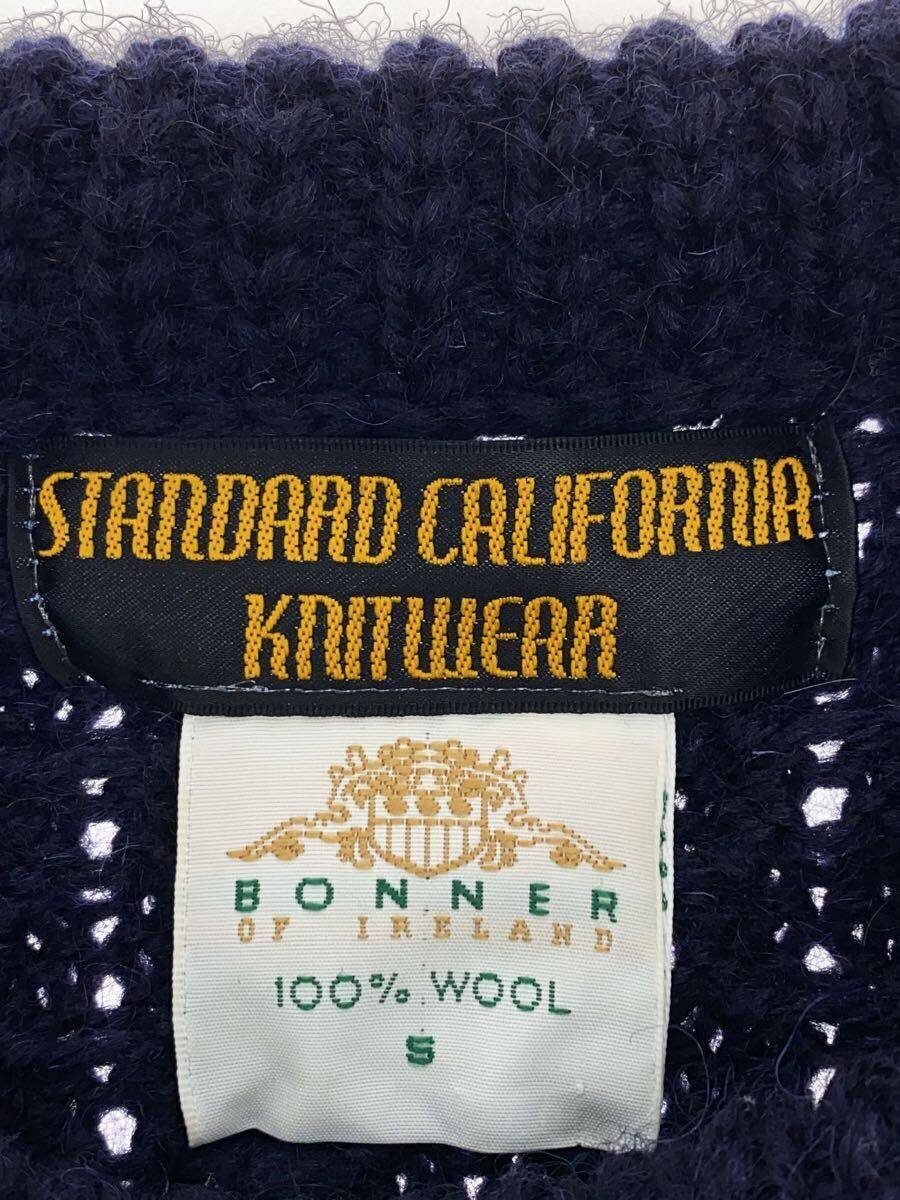 STANDARD CALIFORNIA
KNITWEAR
BONNER
OF IRELAND
100% WOOL
S